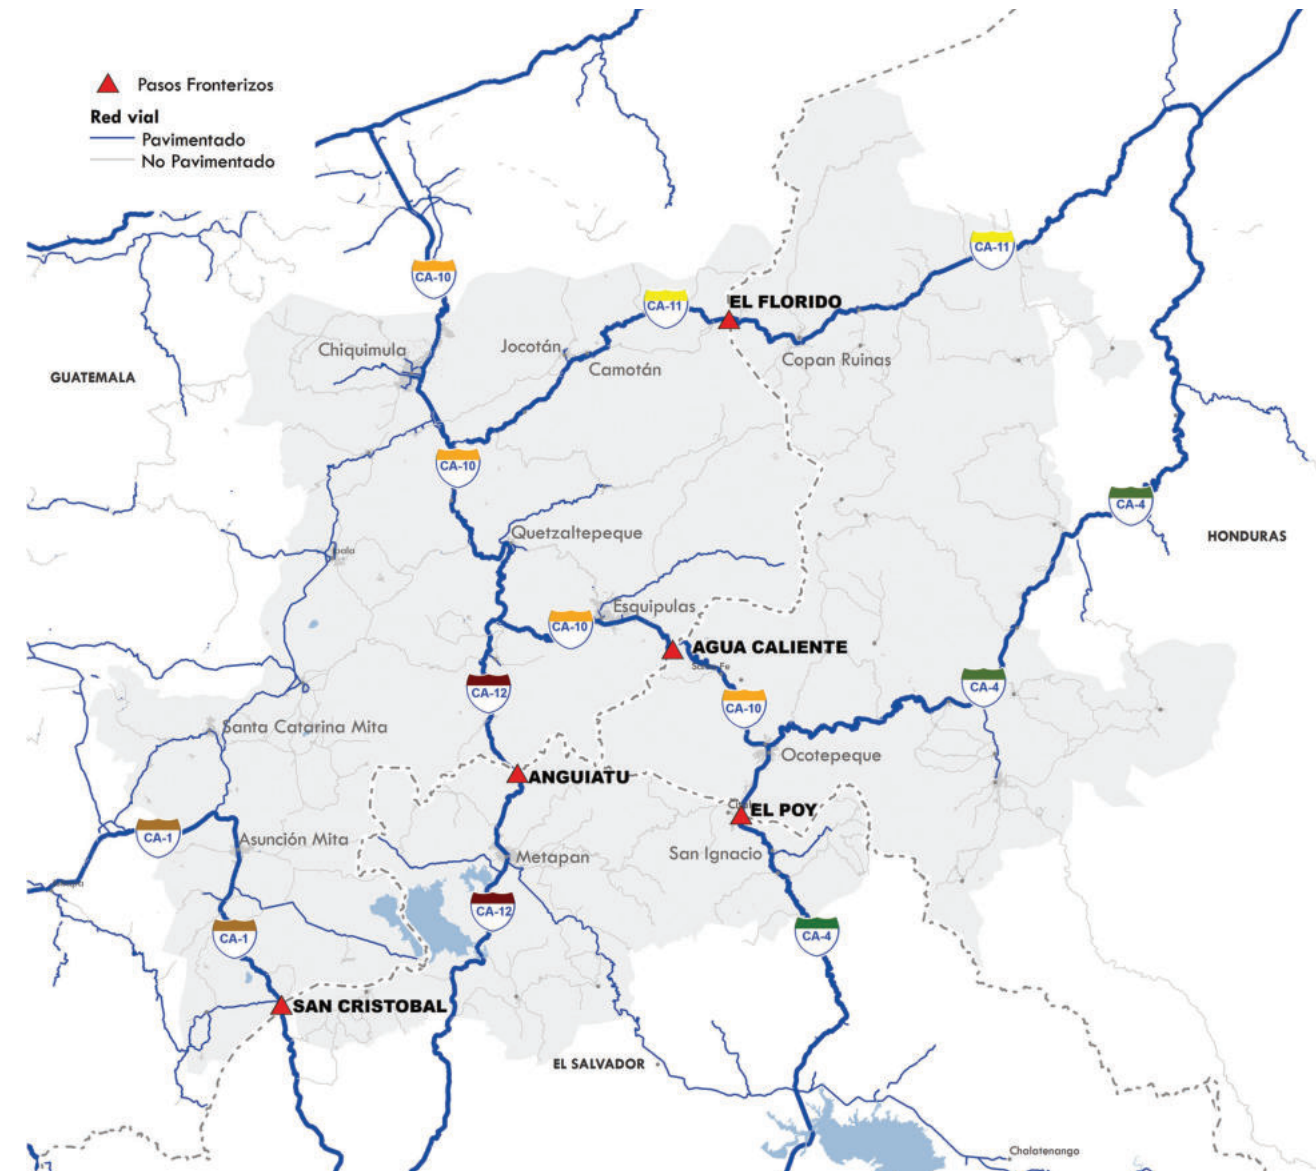 Pasos Fronterizos
Red vial
Pavimentado
No Pavimentado
CA-11
CA-10
EL FLORIDO
CA-11
Chiquimula
Jocotán
Camotán
Copan Ruinas
GUATEMALA
CA-10
CA-4
Quetzaltepeque
HONDURAS
Esquipulas
CA-10
AGUA CALIENTE
CA-12
CA-4
CA-10
Santa Catarina Mita
Ocotepeque
ANGUIATU
EL POY
CA-1
Asunción Mita
Metapan
San Ignacio
CA-12
CA-1
CA-4
SAN CRISTOBAL
EL SALVADOR
Chalatenango